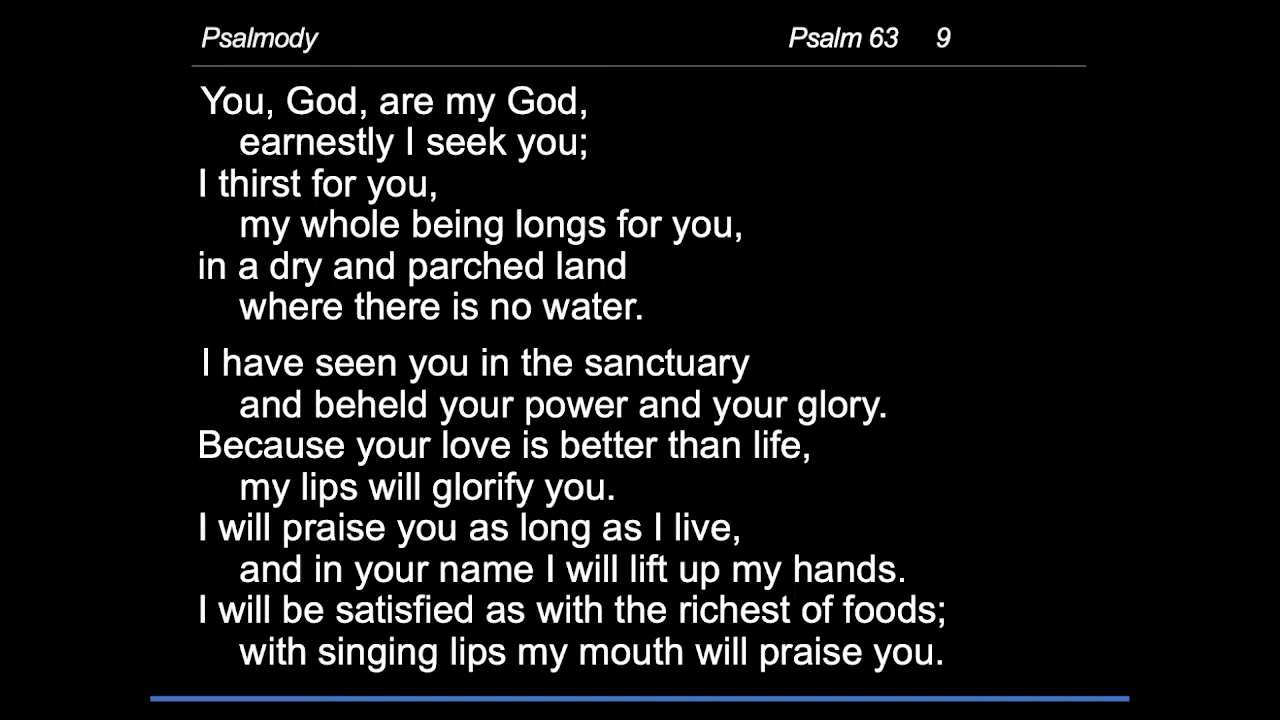 Psalmody Psalm 63 9
You, God, are my God,
earnestly I seek you;
I thirst for you,
my whole being longs for you,
in a dry and parched land
where there is no water.
I have seen you in the sanctuary
and beheld your power and your glory.
Because your love is better than life,
my lips will glorify you.
I will praise you as long as I live,
and in your name I will lift up my hands.
I will be satisfied as with the richest of foods;
with singing lips my mouth will praise you.